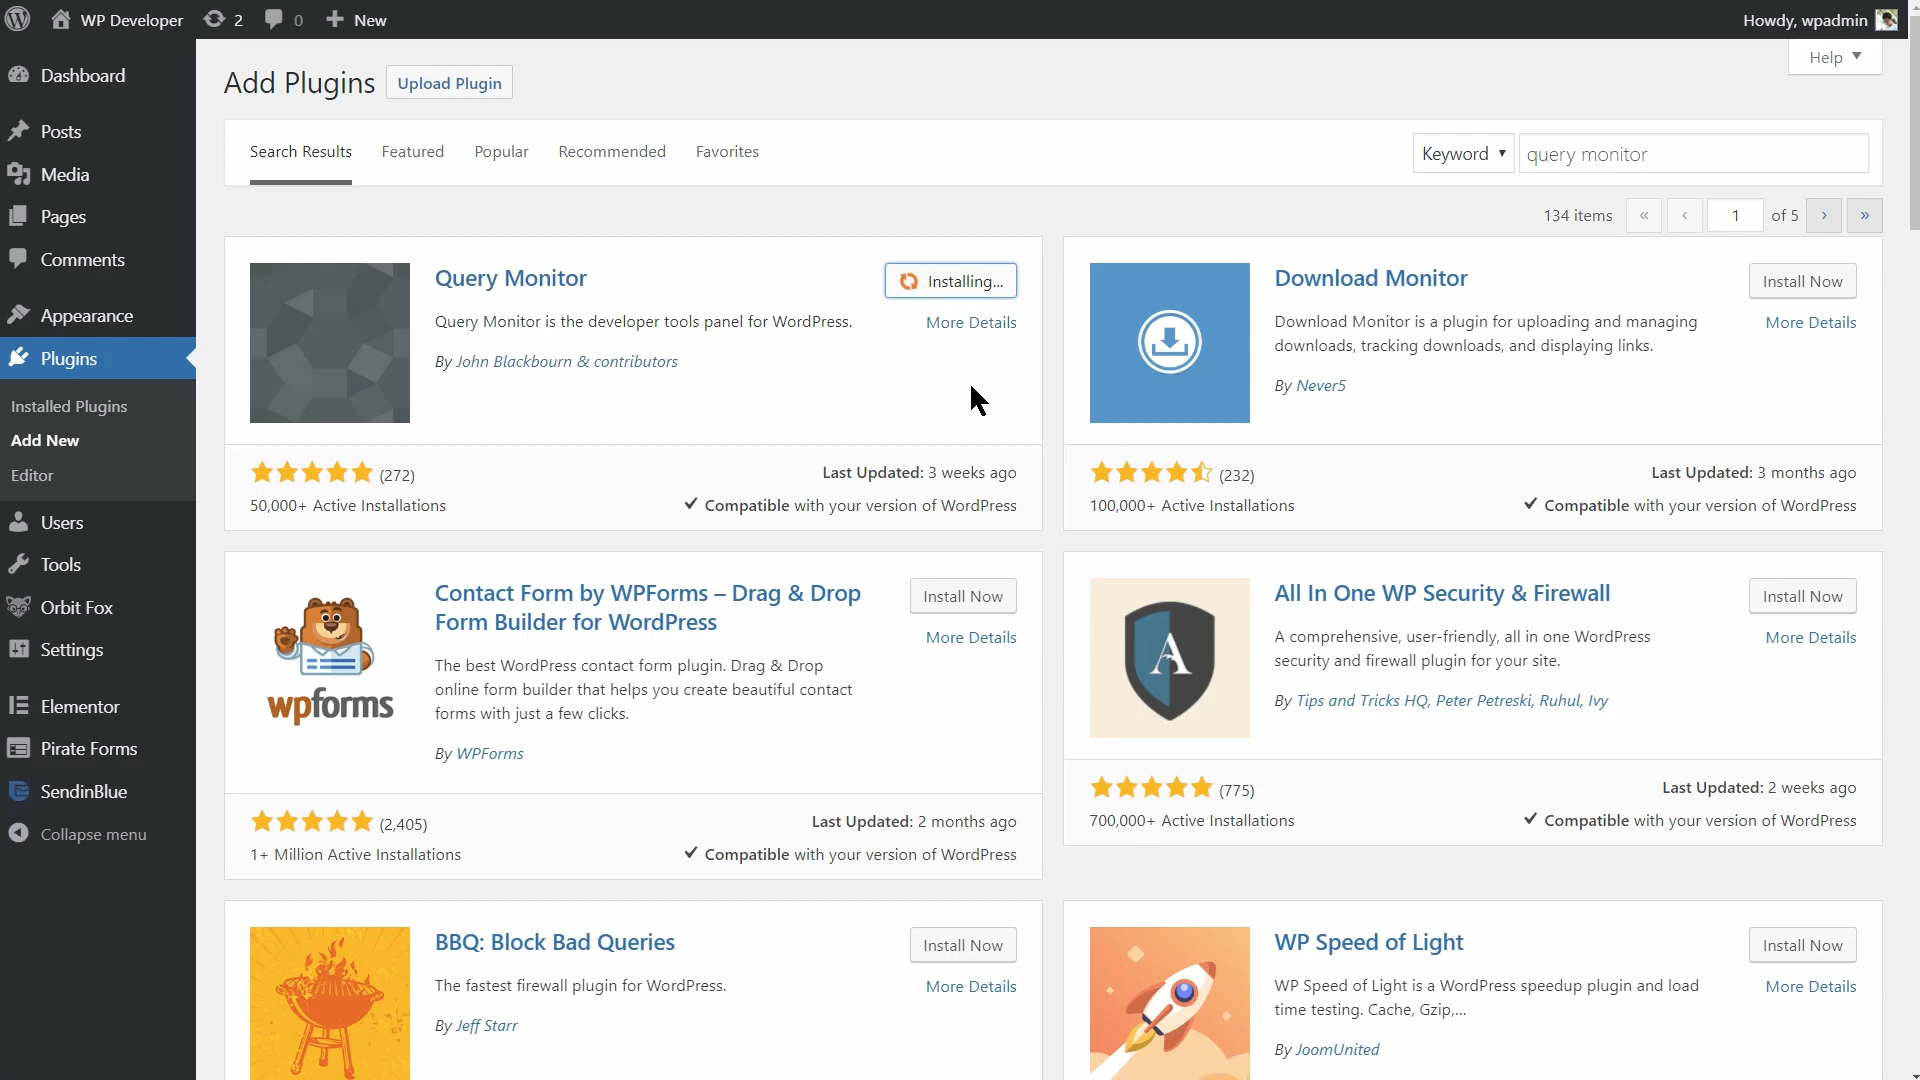 WP Developer 2 0 New
Howdy, wpadmin
Help
Dashboard
Posts
Media
Pages
Comments
Appearance
Plugins
Installed Plugins
Add New
Editor
Users
Tools
Orbit Fox
Settings
Elementor
Pirate Forms
SendinBlue
Collapse menu
Add Plugins Upload Plugin
Search Results Featured Popular Recommended Favorites
Keyword query monitor
134 items « ‹ 1 of 5 › »
Query Monitor
Installing...
More Details
Query Monitor is the developer tools panel for WordPress.
By John Blackbourn & contributors
(272)
50,000+ Active Installations
Last Updated: 3 weeks ago
Compatible with your version of WordPress
Download Monitor
Install Now
More Details
Download Monitor is a plugin for uploading and managing
downloads, tracking downloads, and displaying links.
By Never5
(232)
100,000+ Active Installations
Last Updated: 3 months ago
Compatible with your version of WordPress
wpforms
Contact Form by WPForms – Drag & Drop
Form Builder for WordPress
Install Now
More Details
The best WordPress contact form plugin. Drag & Drop
online form builder that helps you create beautiful contact
forms with just a few clicks.
By WPForms
(2,405)
1+ Million Active Installations
Last Updated: 2 months ago
Compatible with your version of WordPress
A
All In One WP Security & Firewall
Install Now
More Details
A comprehensive, user-friendly, all in one WordPress
security and firewall plugin for your site.
By Tips and Tricks HQ, Peter Petreski, Ruhul, Ivy
(775)
700,000+ Active Installations
Last Updated: 2 weeks ago
Compatible with your version of WordPress
BBQ: Block Bad Queries
Install Now
More Details
The fastest firewall plugin for WordPress.
By Jeff Starr
WP Speed of Light
Install Now
More Details
WP Speed of Light is a WordPress speedup plugin and load
time testing. Cache, Gzip,...
By JoomUnited